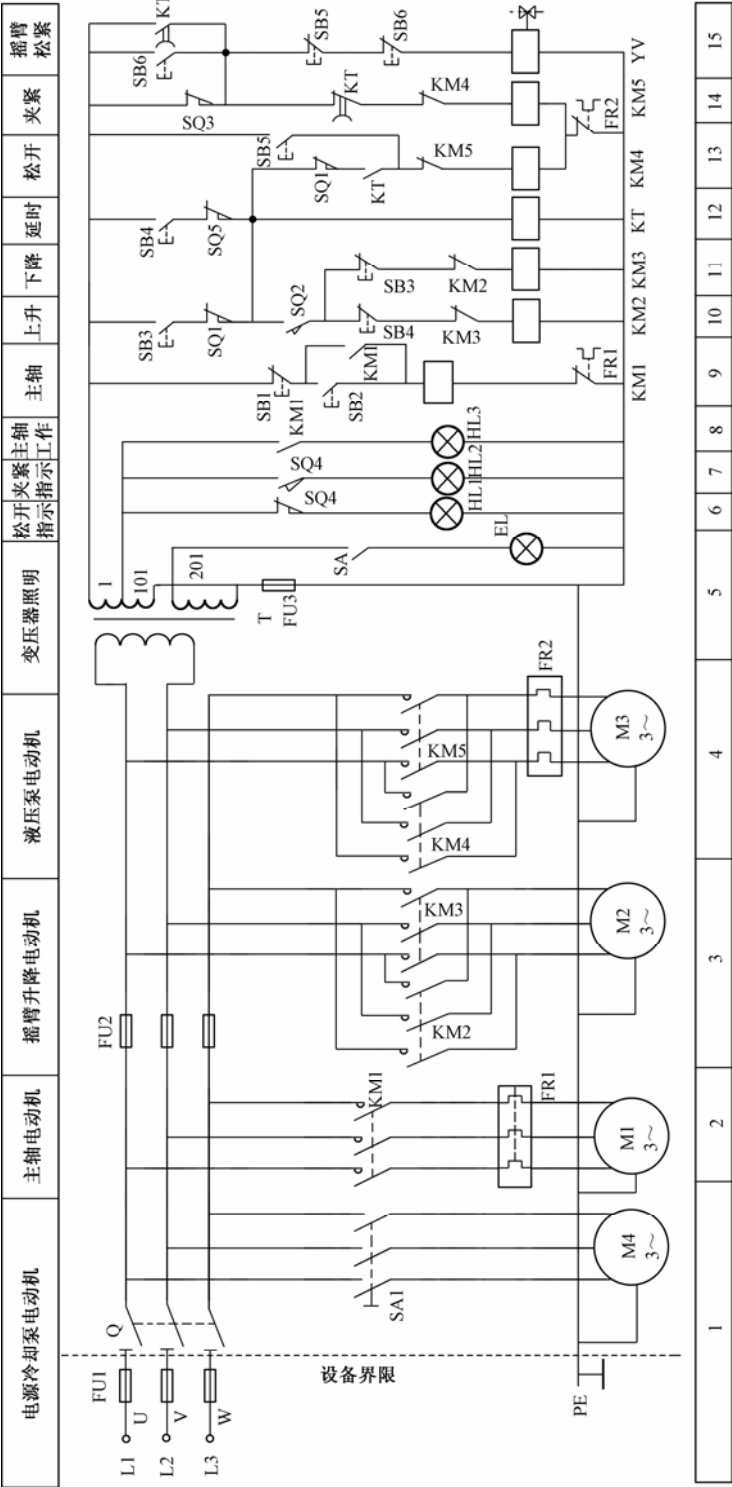 电源冷却泵电动机
主轴电动机
摇臂升降电动机
液压泵电动机
变压器照明
松开指示
夹紧指示
主轴工作
主轴
上升
下降
延时
松开
夹紧
摇臂松紧
L1
L2
L3
FU1
U
V
W
Q
设备界限
PE
SA1
M4
3～
KM1
FR1
M1
3～
FU2
KM2
KM3
M2
3～
KM4
KM5
FR2
M3
3～
1
101
201
T
FU3
SA
EL
SQ4
HL1
SQ4
HL2
KM1
HL3
SB1
SB2
KM1
FR1
KM1
SB3
SQ1
SQ2
SB4
KM3
KM2
SB3
KM2
KM3
SB4
SQ5
KT
SB5
SQ1
KT
KM5
KM4
SQ3
KT
KM4
FR2
KM5
KT
SB6
SB5
SB6
YV
1
2
3
4
5
6
7
8
9
10
11
12
13
14
15